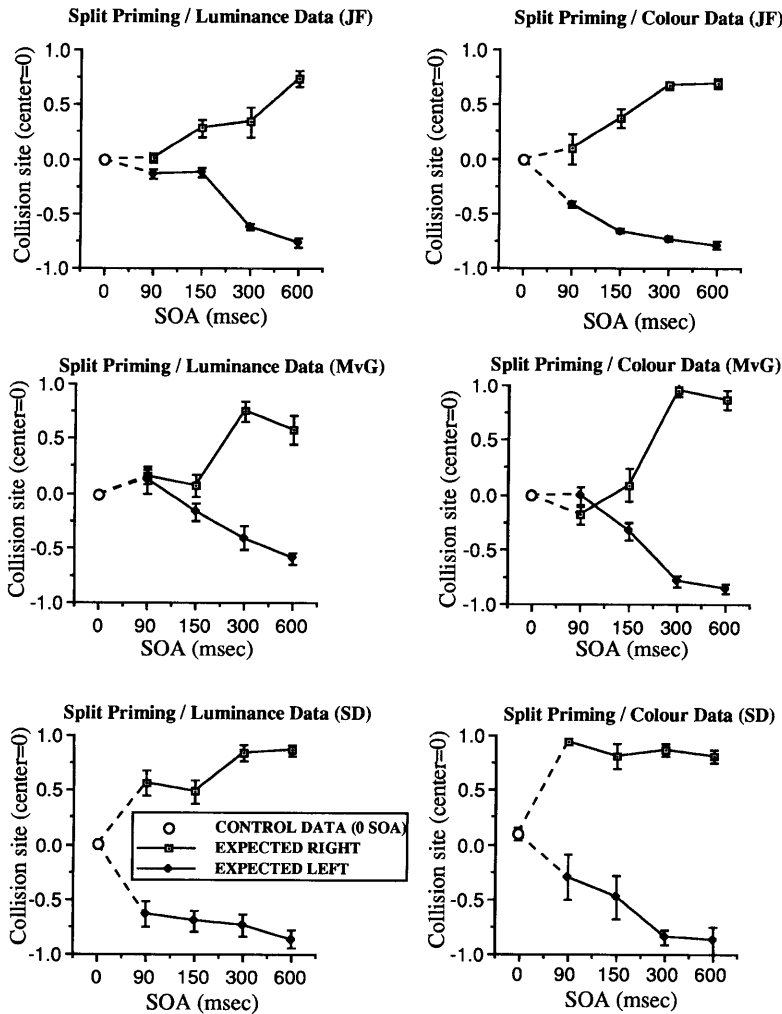 Split Priming / Luminance Data (JF)
Collision site (center=0)
1.0
0.5
0.0
-0.5
-1.0
0 90 150 300 600
SOA (msec)
Split Priming / Colour Data (JF)
Collision site (center=0)
1.0
0.5
0.0
-0.5
-1.0
0 90 150 300 600
SOA (msec)
Split Priming / Luminance Data (MvG)
Collision site (center=0)
1.0
0.5
0.0
-0.5
-1.0
0 90 150 300 600
SOA (msec)
Split Priming / Colour Data (MvG)
Collision site (center=0)
1.0
0.5
0.0
-0.5
-1.0
0 90 150 300 600
SOA (msec)
Split Priming / Luminance Data (SD)
Collision site (center=0)
1.0
0.5
0.0
-0.5
-1.0
CONTROL DATA (0 SOA)
EXPECTED RIGHT
EXPECTED LEFT
0 90 150 300 600
SOA (msec)
Split Priming / Colour Data (SD)
Collision site (center=0)
1.0
0.5
0.0
-0.5
-1.0
0 90 150 300 600
SOA (msec)